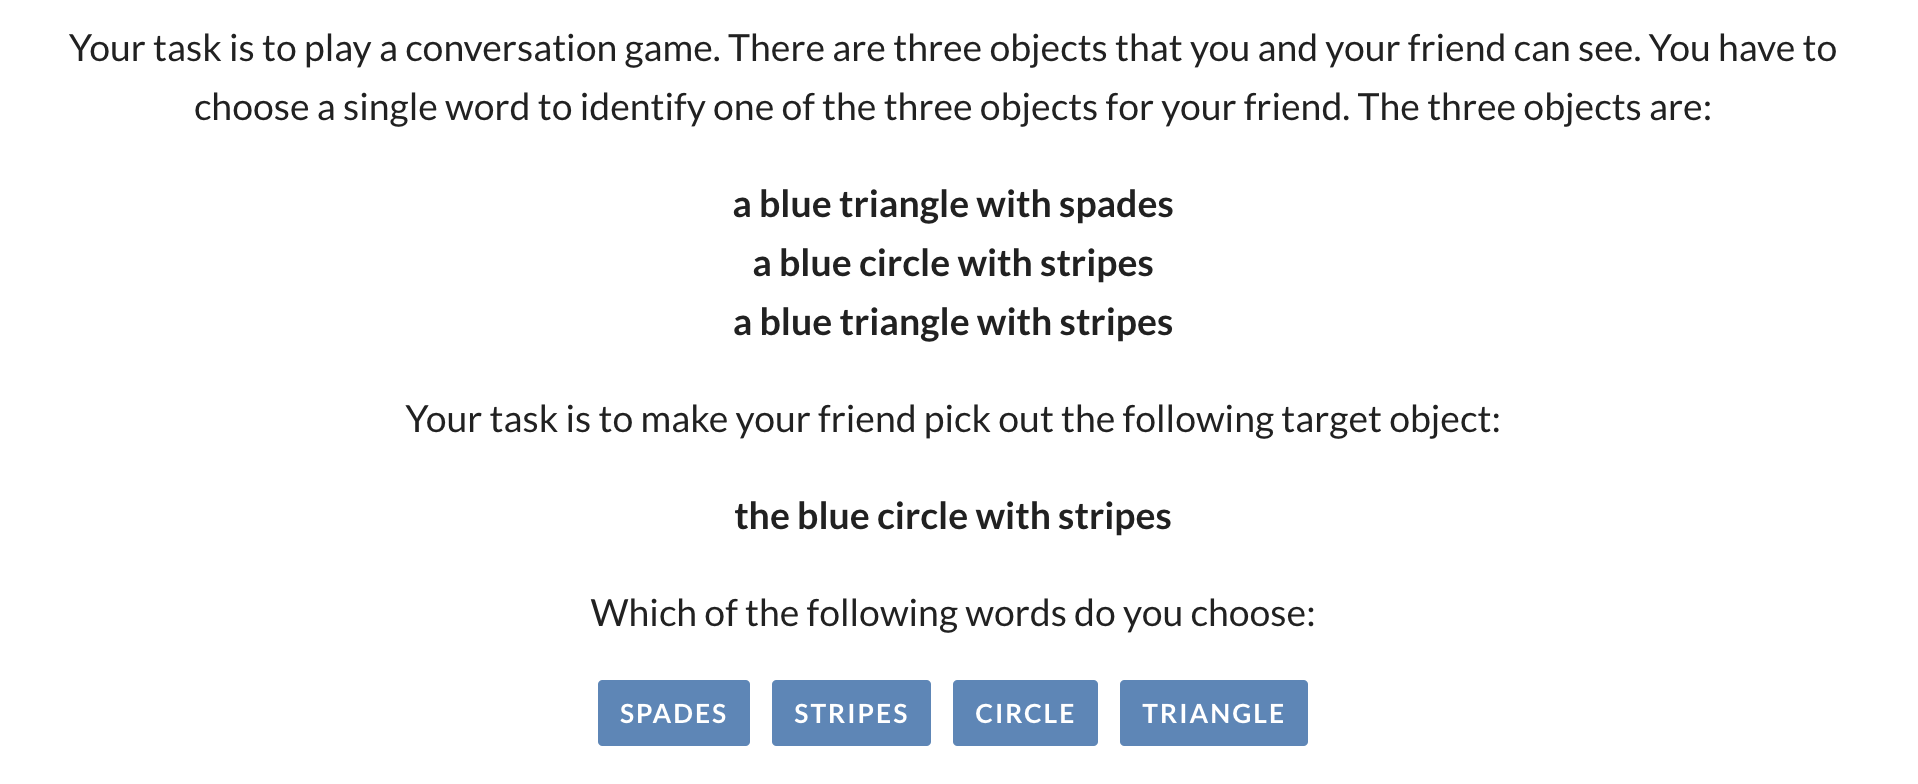 Your task is to play a conversation game. There are three objects that you and your friend can see. You have to
choose a single word to identify one of the three objects for your friend. The three objects are:
a blue triangle with spades
a blue circle with stripes
a blue triangle with stripes
Your task is to make your friend pick out the following target object:
the blue circle with stripes
Which of the following words do you choose:
SPADES STRIPES CIRCLE TRIANGLE